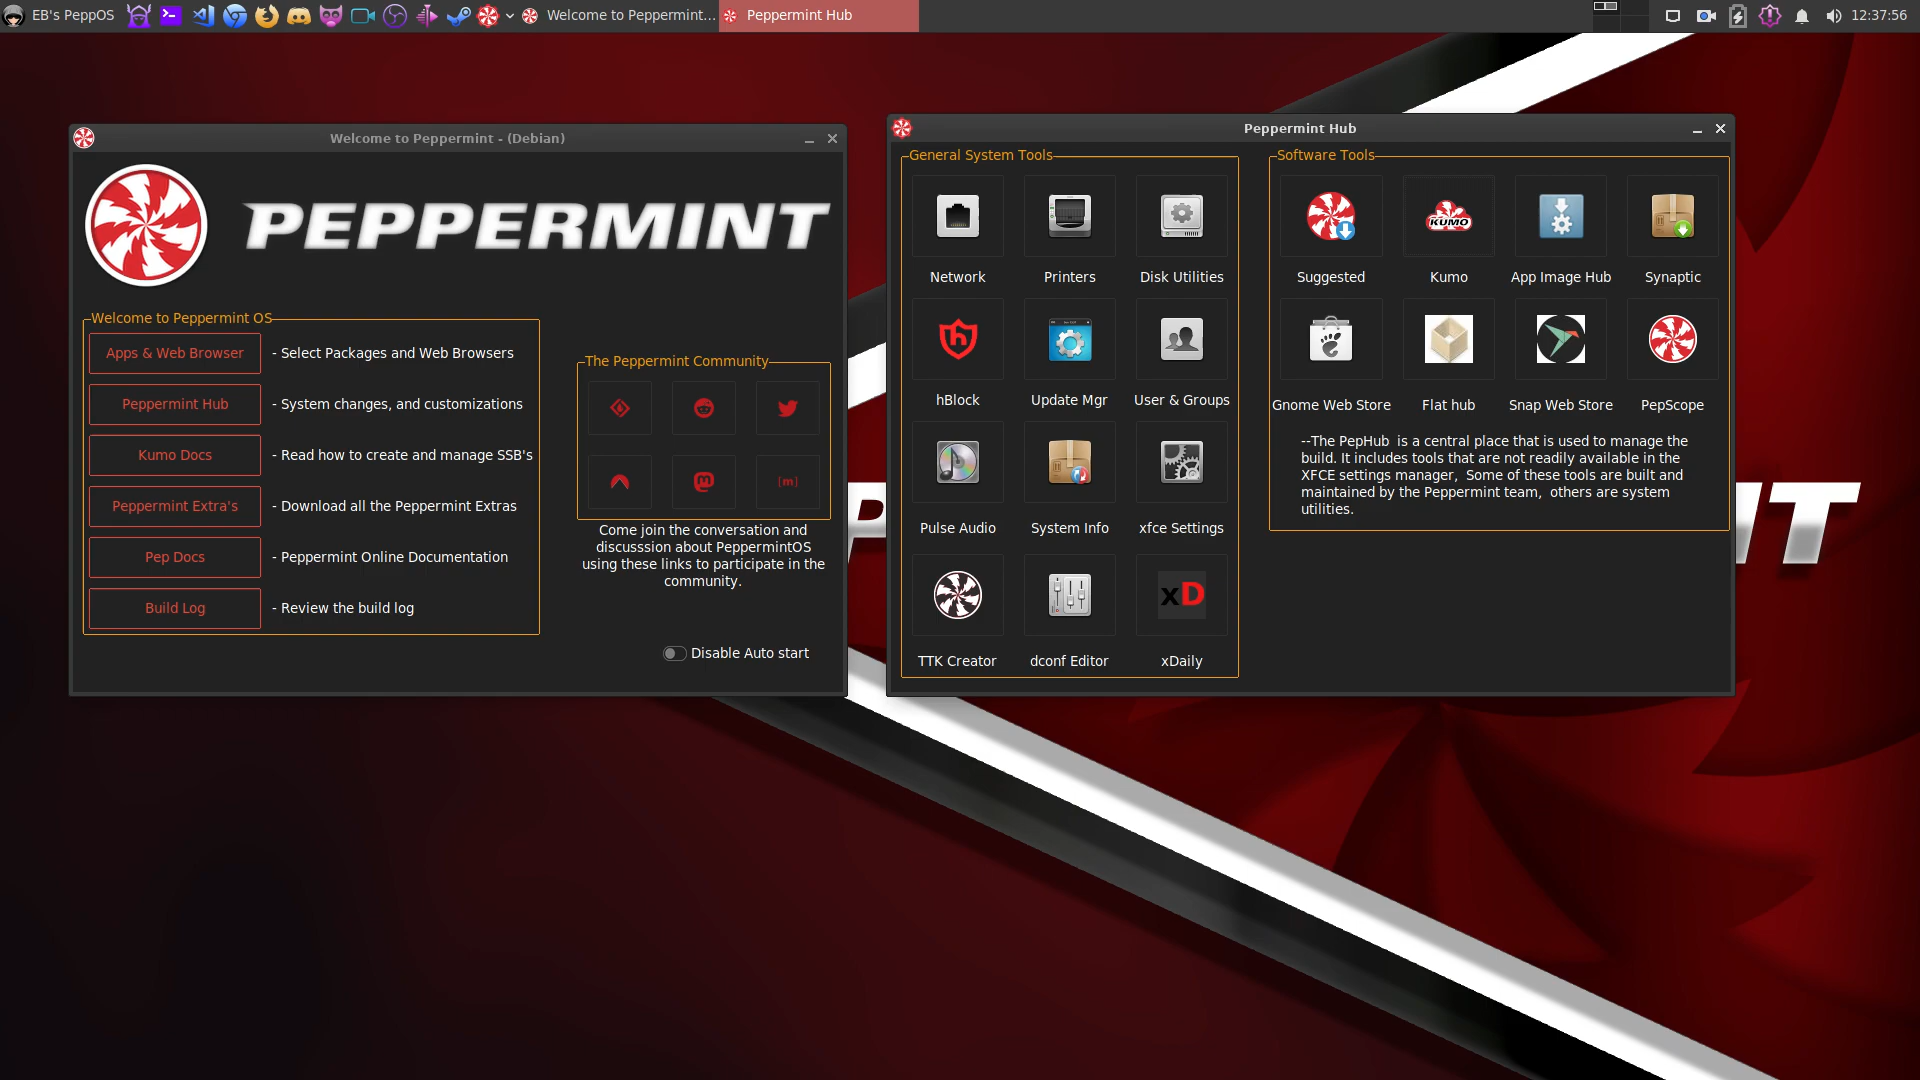 EB's PeppOS
Welcome to Peppermint...
Peppermint Hub
12:37:56
Welcome to Peppermint - (Debian)
PEPPERMINT
Welcome to Peppermint OS
Apps & Web Browser - Select Packages and Web Browsers
Peppermint Hub - System changes, and customizations
Kumo Docs - Read how to create and manage SSB's
Peppermint Extra's - Download all the Peppermint Extras
Pep Docs - Peppermint Online Documentation
Build Log - Review the build log
The Peppermint Community
[m]
Come join the conversation and
discusssion about PeppermintOS
using these links to participate in the
community.
Disable Auto start
Peppermint Hub
General System Tools
Network Printers Disk Utilities
hBlock Update Mgr User & Groups
Pulse Audio System Info xfce Settings
xD
TTK Creator dconf Editor xDaily
Software Tools
KUMO
Suggested Kumo App Image Hub Synaptic
Gnome Web Store Flat hub Snap Web Store PepScope
--The PepHub  is a central place that is used to manage the
build. It includes tools that are not readily available in the
XFCE settings manager,  Some of these tools are built and
maintained by the Peppermint team,  others are system
utilities.
P
NT